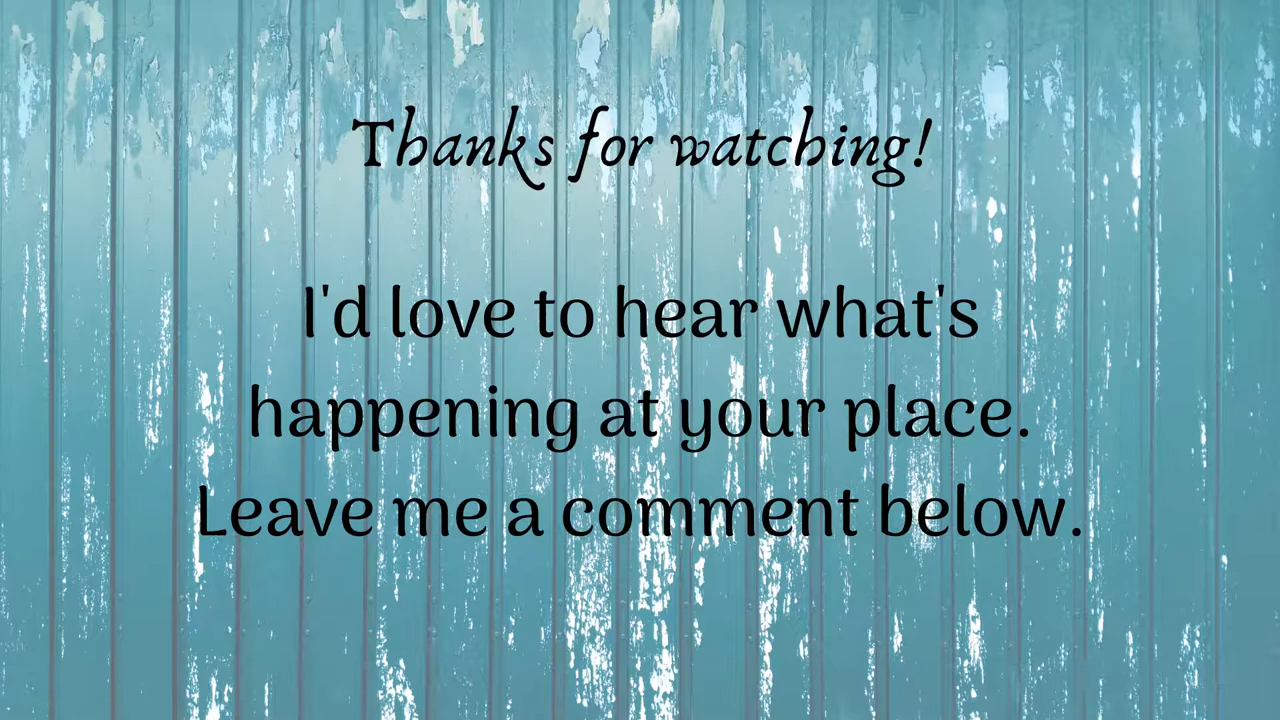 Thanks for watching!
I'd love to hear what's
happening at your place.
Leave me a comment below.